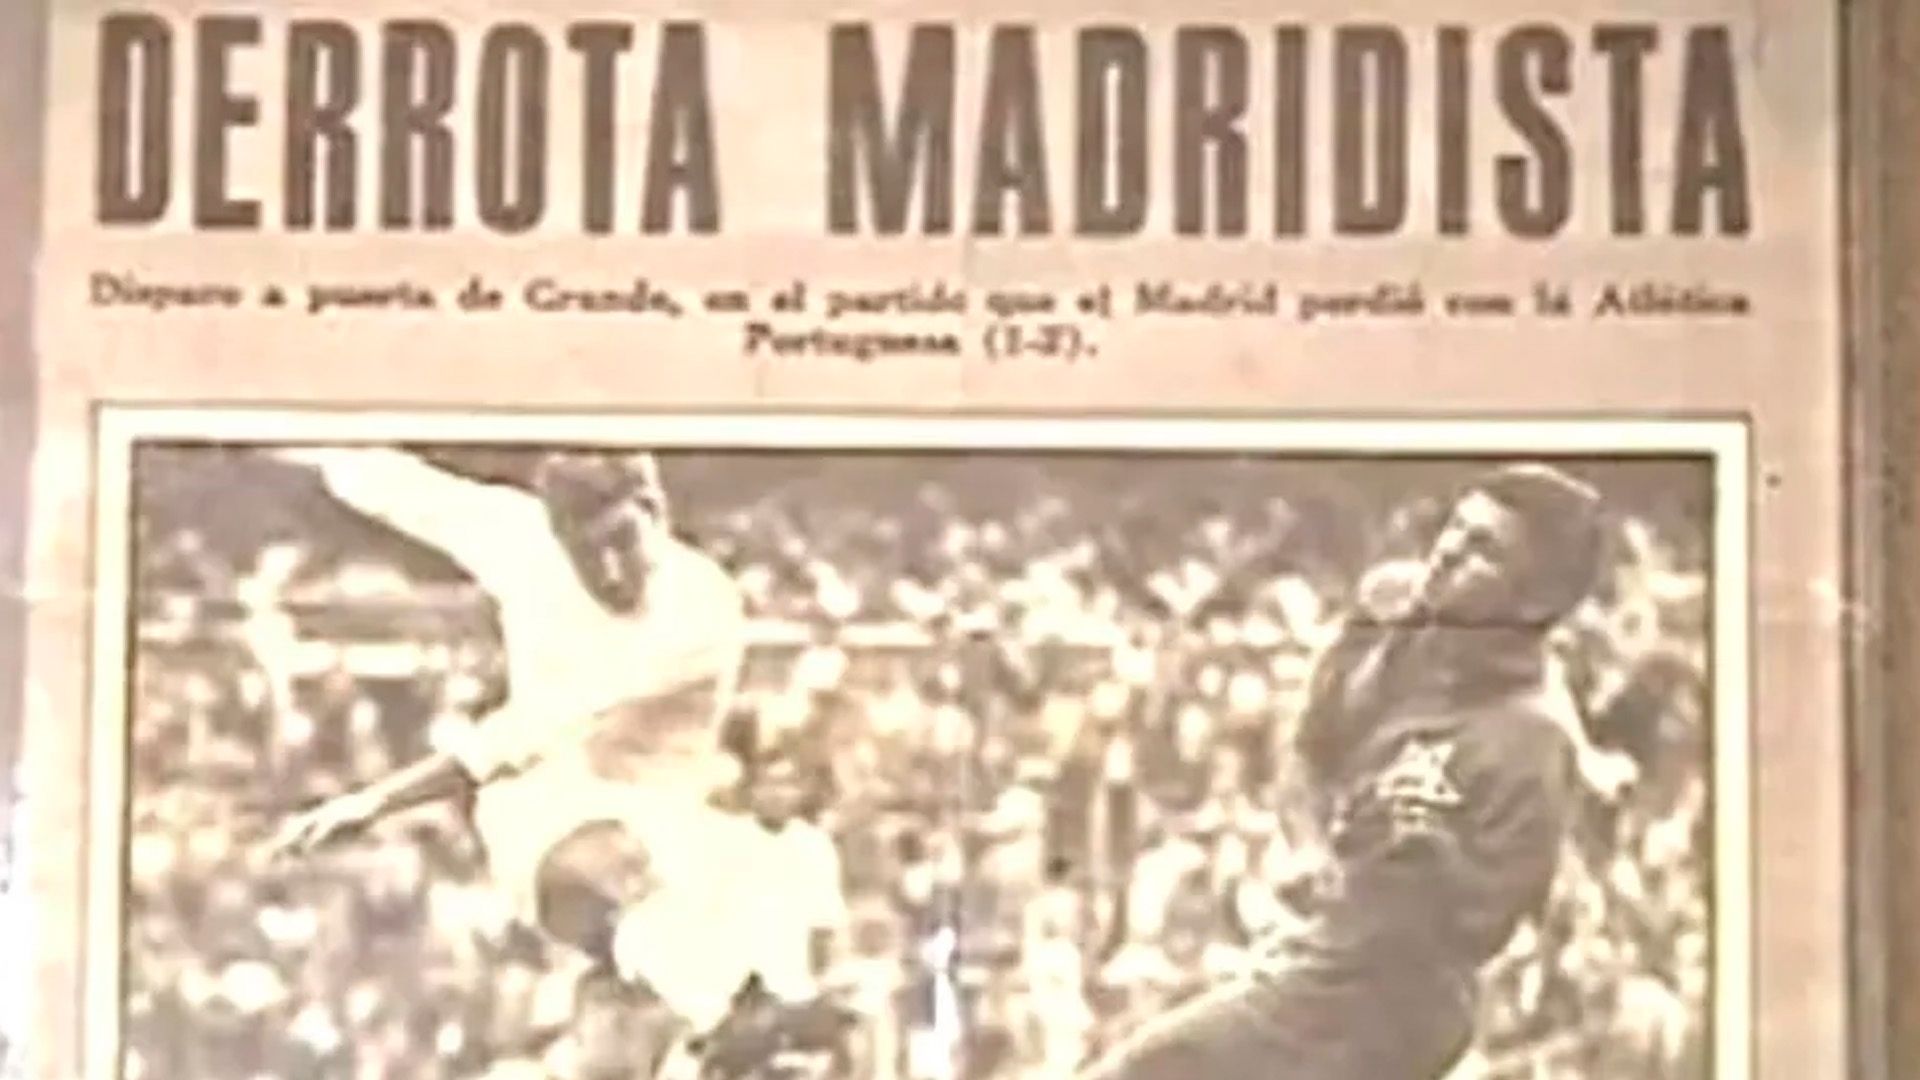 DERROTA MADRIDISTA
Disparo a puerta de Grande, en el partido que el Madrid perdió con la Atlética
Portuguesa (1-2).